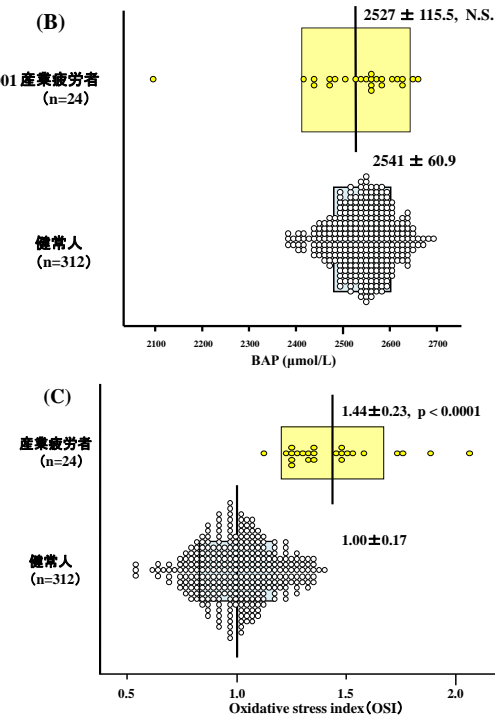 (B)
2527 ± 115.5, N.S.
01 産業疲労者
(n=24)
2541 ± 60.9
健常人
(n=312)
2100 2200 2300 2400 2500 2600 2700
BAP (μmol/L)
(C)
1.44±0.23, p < 0.0001
産業疲労者
(n=24)
1.00±0.17
健常人
(n=312)
0.5 1.0 1.5 2.0
Oxidative stress index(OSI)